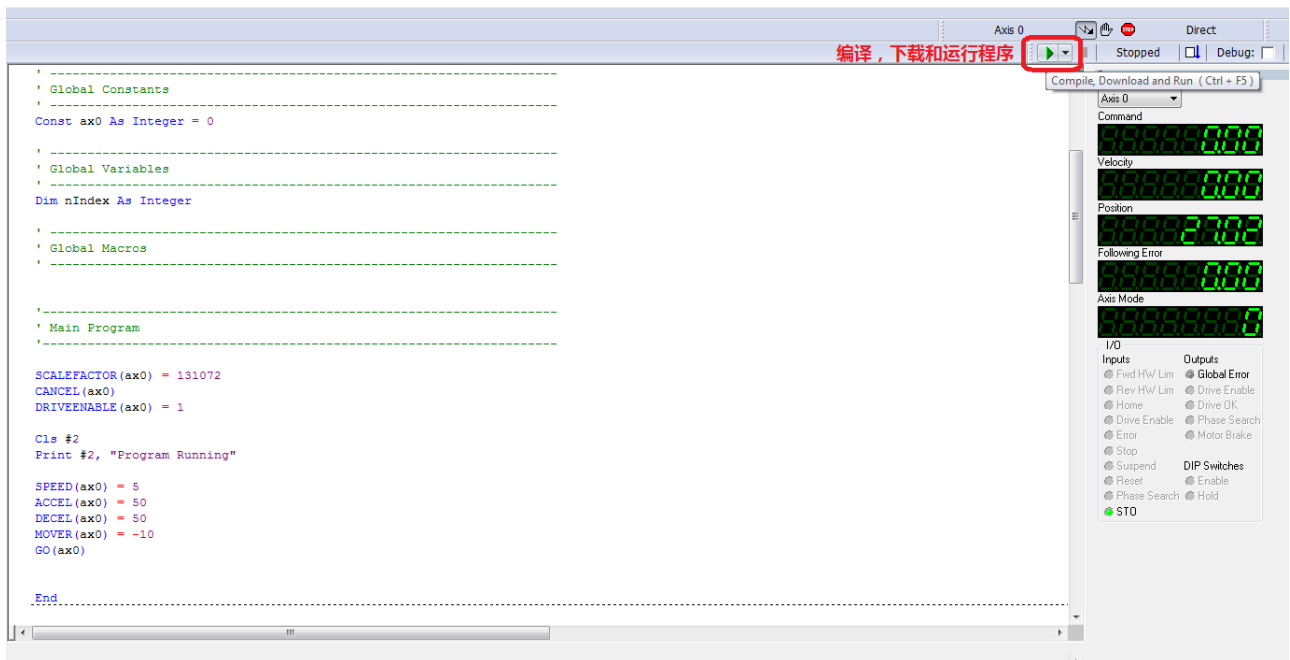 Axis 0 Direct
编译，下载和运行程序 Stopped Debug:
Compile, Download and Run ( Ctrl + F5 )
' --------------------------------------------------------------------
' Global Constants
' --------------------------------------------------------------------
Const ax0 As Integer = 0
' --------------------------------------------------------------------
' Global Variables
' --------------------------------------------------------------------
Dim nIndex As Integer
' --------------------------------------------------------------------
' Global Macros
' --------------------------------------------------------------------
'---------------------------------------------------------------------
' Main Program
'---------------------------------------------------------------------
SCALEFACTOR(ax0) = 131072
CANCEL(ax0)
DRIVEENABLE(ax0) = 1
Cls #2
Print #2, "Program Running"
SPEED(ax0) = 5
ACCEL(ax0) = 50
DECEL(ax0) = 50
MOVER(ax0) = -10
GO(ax0)
End
Axis 0
Command
0.00
Velocity
0.00
Position
27.02
Following Error
0.00
Axis Mode
0
I/O
Inputs Outputs
Fwd HW Lim Global Error
Rev HW Lim Drive Enable
Home Drive OK
Drive Enable Phase Search
Error Motor Brake
Stop
Suspend DIP Switches
Reset Enable
Phase Search Hold
STO